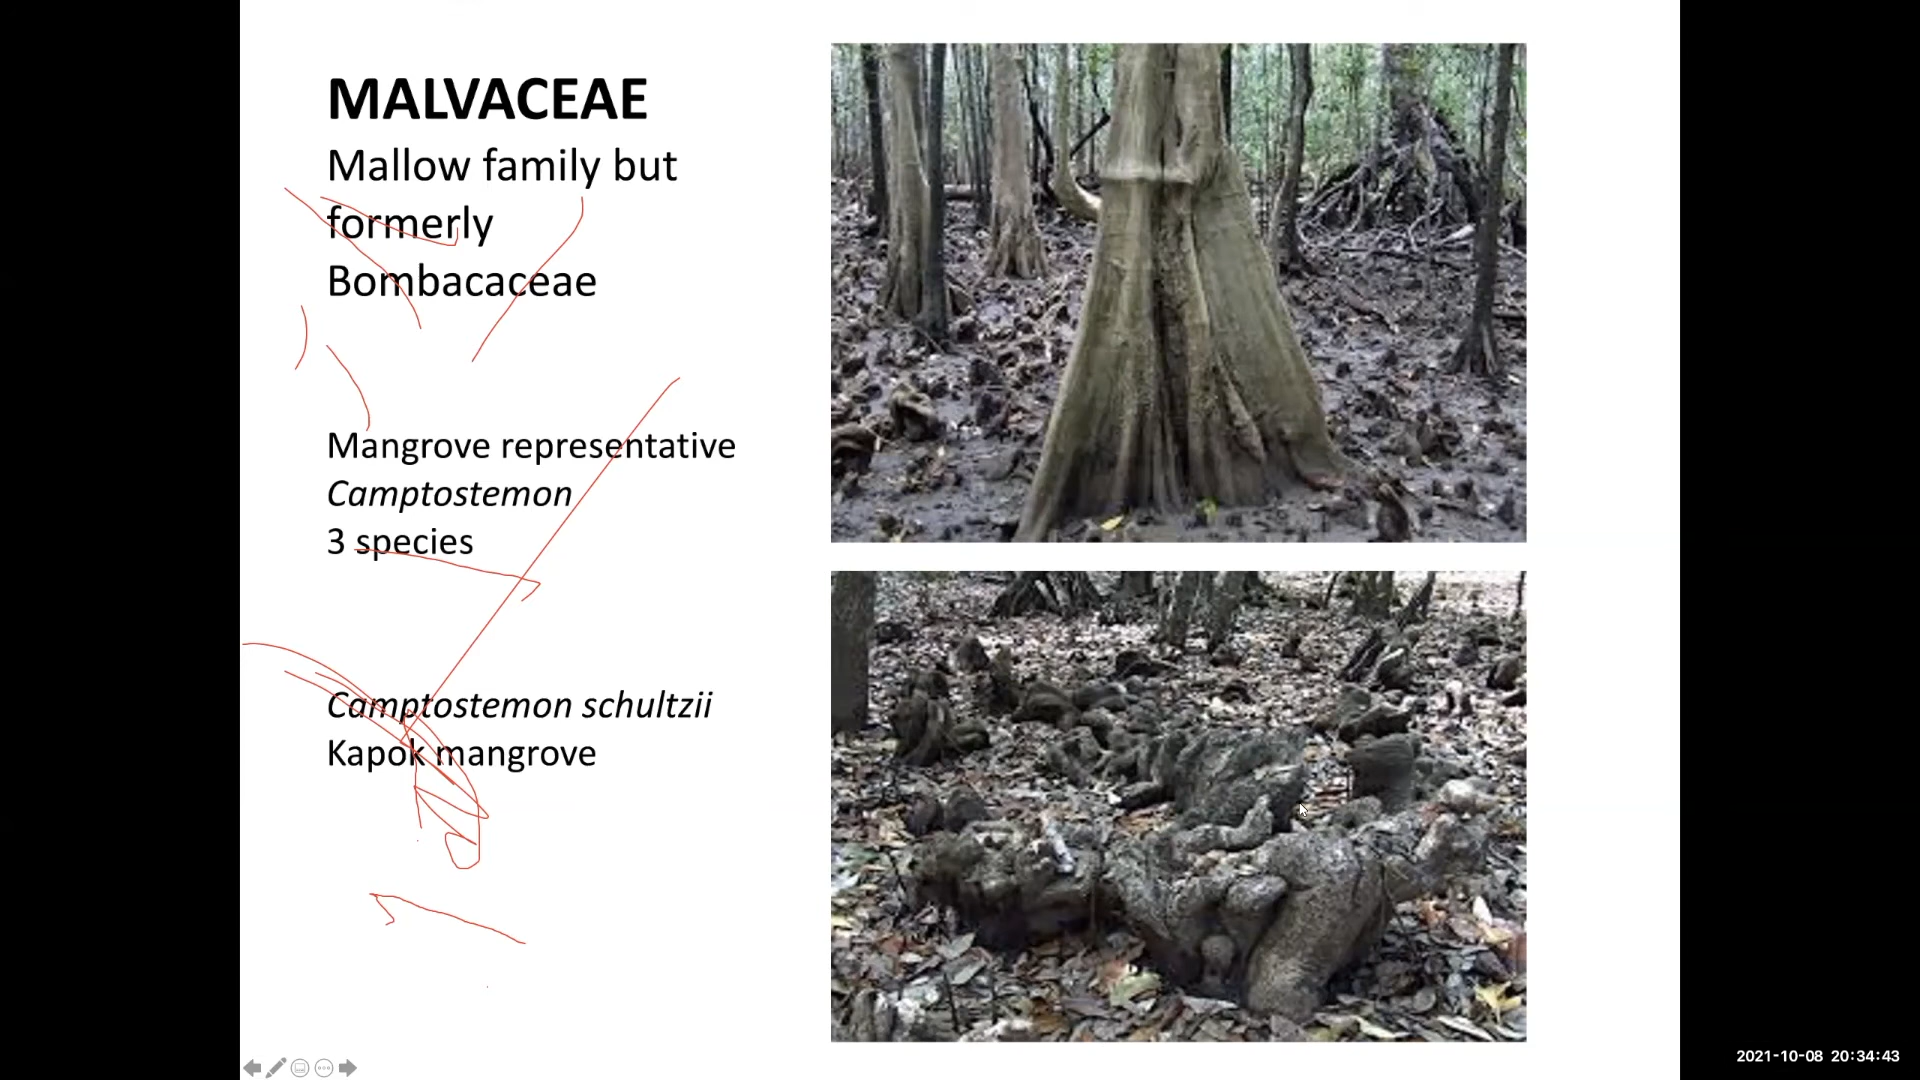 MALVACEAE
Mallow family but
formerly
Bombacaceae
Mangrove representative
Camptostemon
3 species
Camptostemon schultzii
Kapok mangrove
2021-10-08 20:34:43